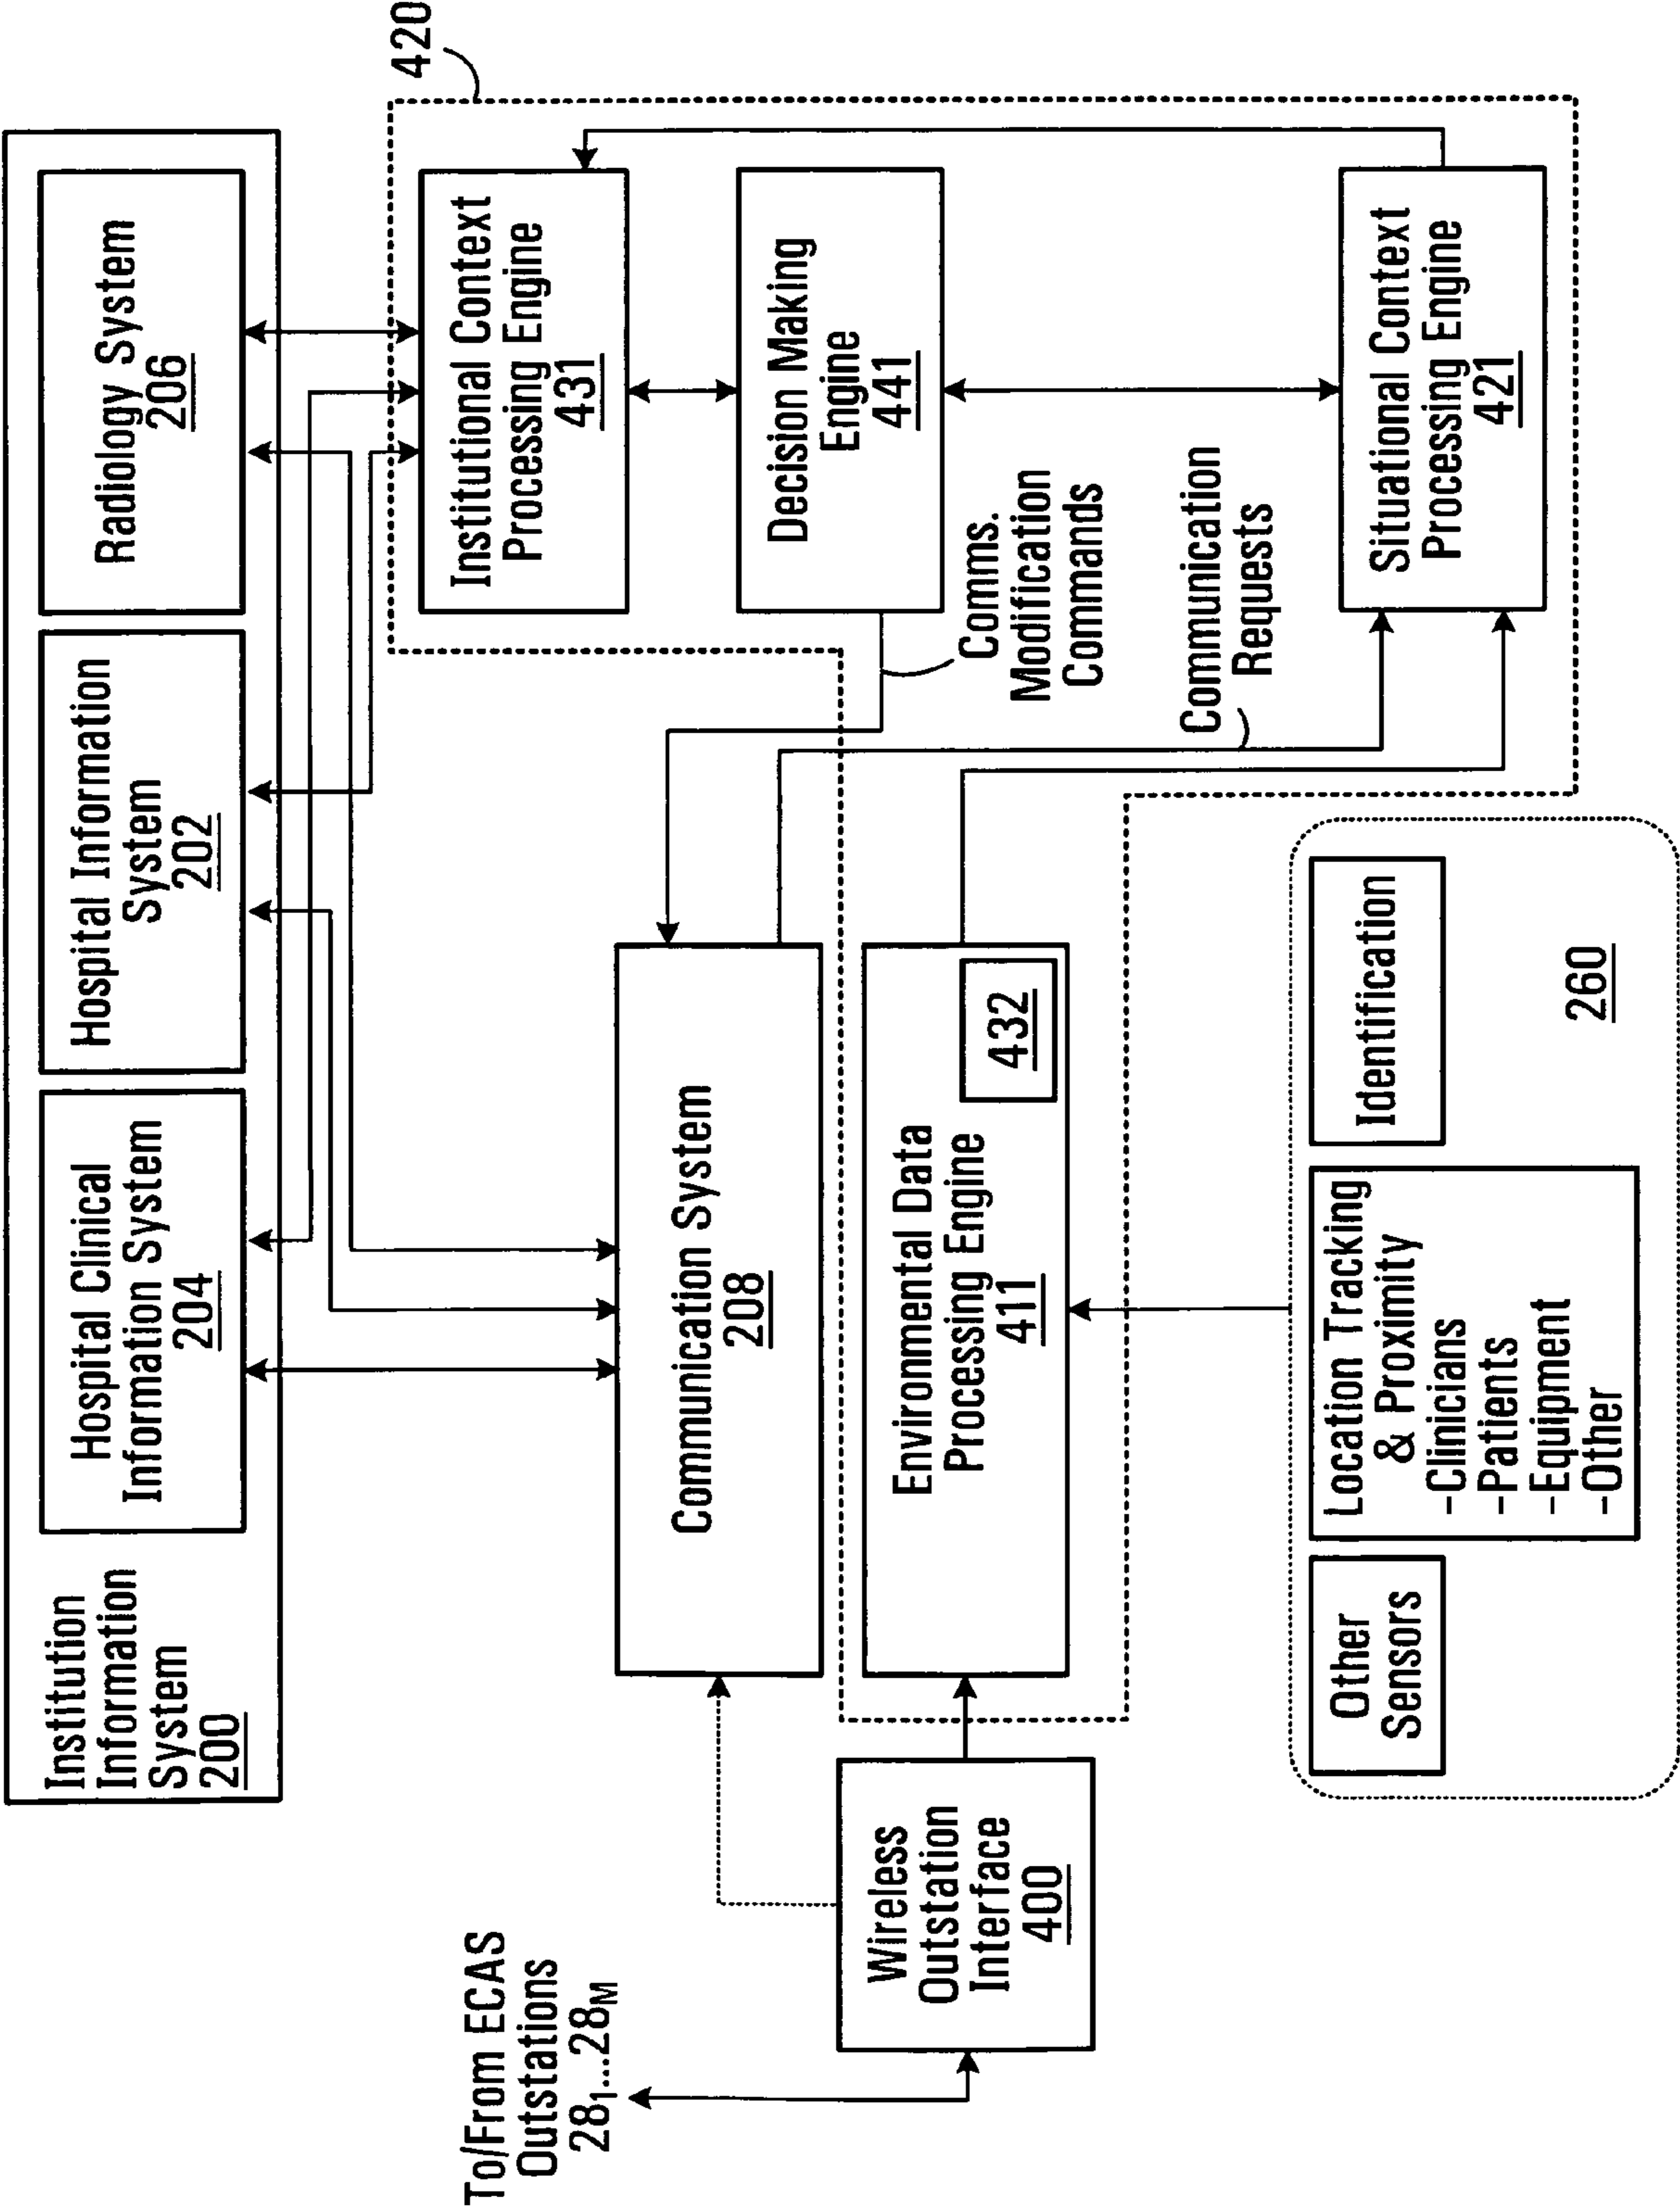 Institution
Information
System
200
Hospital Clinical
Information System
204
Hospital Information
System
202
Radiology System
206
420
Institutional Context
Processing Engine
431
Decision Making
Engine
441
Comms.
Modification
Commands
Communication
Requests
Situational Context
Processing Engine
421
Communication System
208
Environmental Data
Processing Engine
411
432
To/From ECAS
Outstations
28₁...28M
Wireless
Outstation
Interface
400
Other
Sensors
Location Tracking
& Proximity
-Clinicians
-Patients
-Equipment
-Other
Identification
260